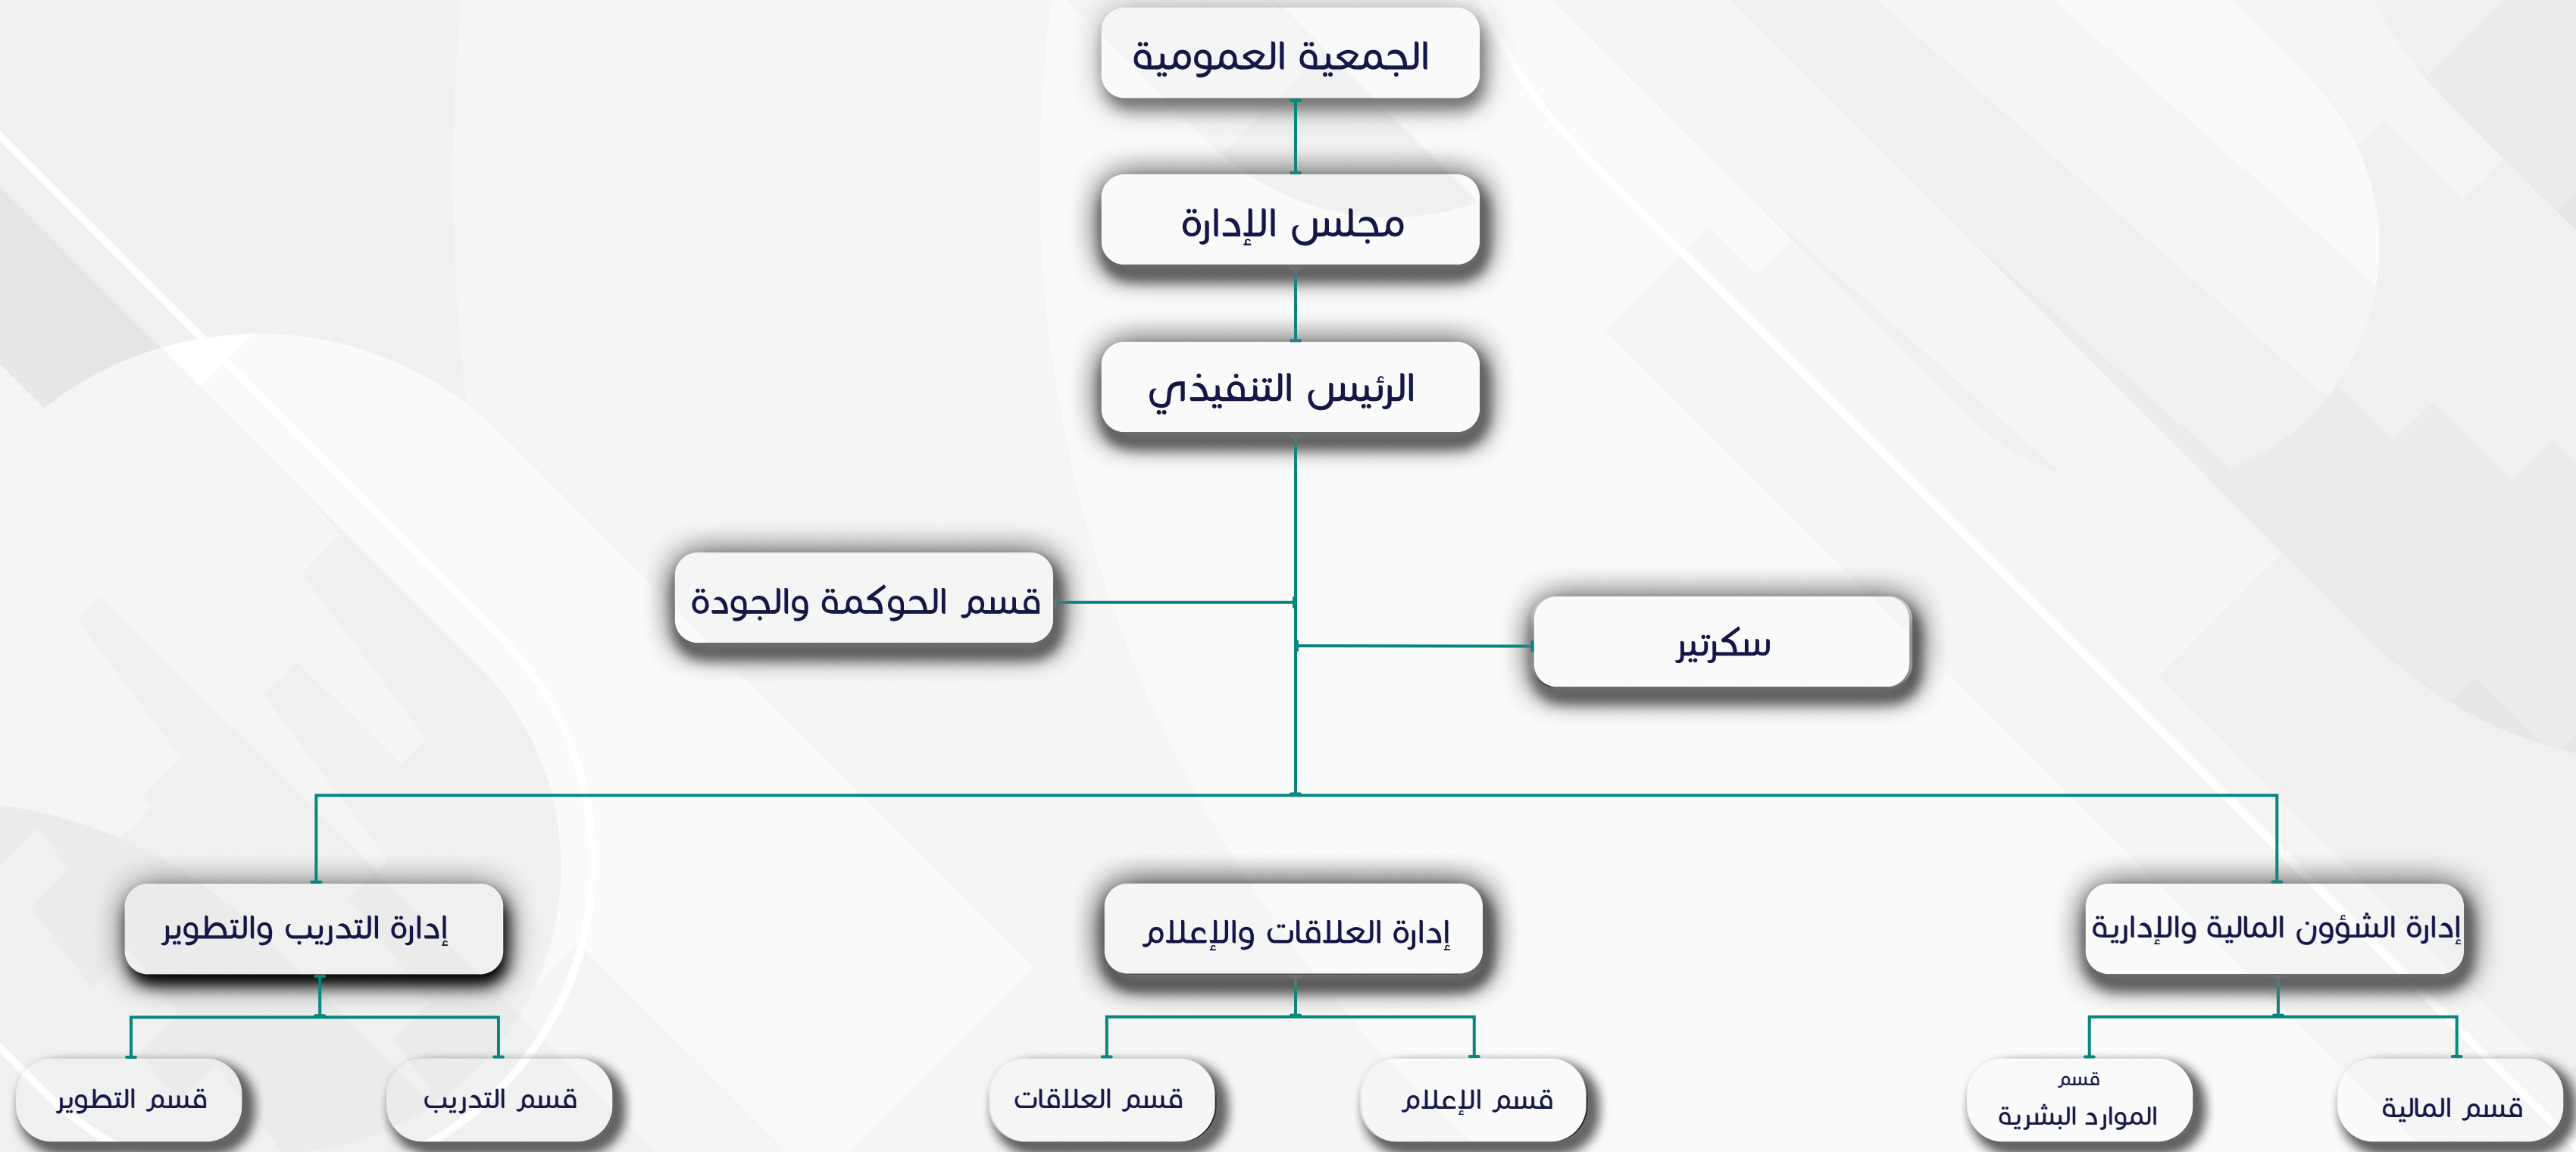 الجمعية العمومية
مجلس الإدارة
الرئيس التنفيذي
قسم الحوكمة والجودة
سكرتير
إدارة الشؤون المالية والإدارية
إدارة العلاقات والإعلام
إدارة التدريب والتطوير
قسم المالية
قسم
الموارد البشرية
قسم الإعلام
قسم العلاقات
قسم التدريب
قسم التطوير